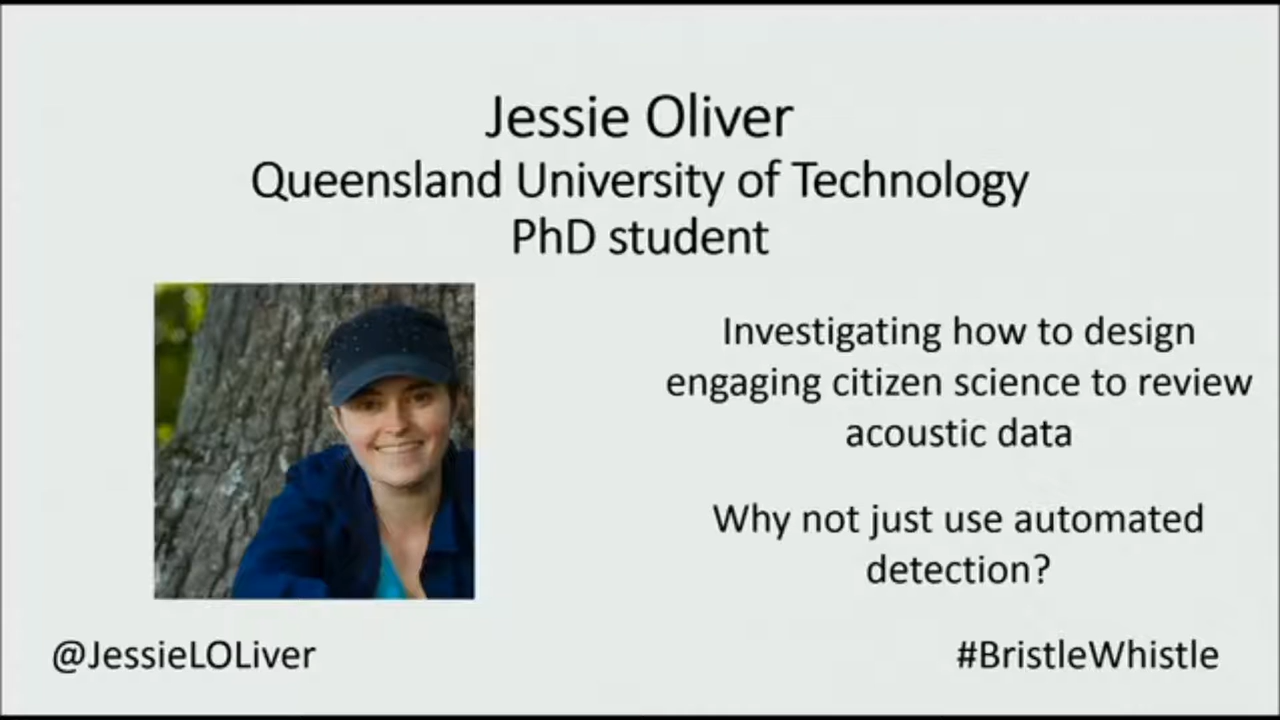 Jessie Oliver
Queensland University of Technology
PhD student
Investigating how to design
engaging citizen science to review
acoustic data
Why not just use automated
detection?
@JessieLOLiver
#BristleWhistle